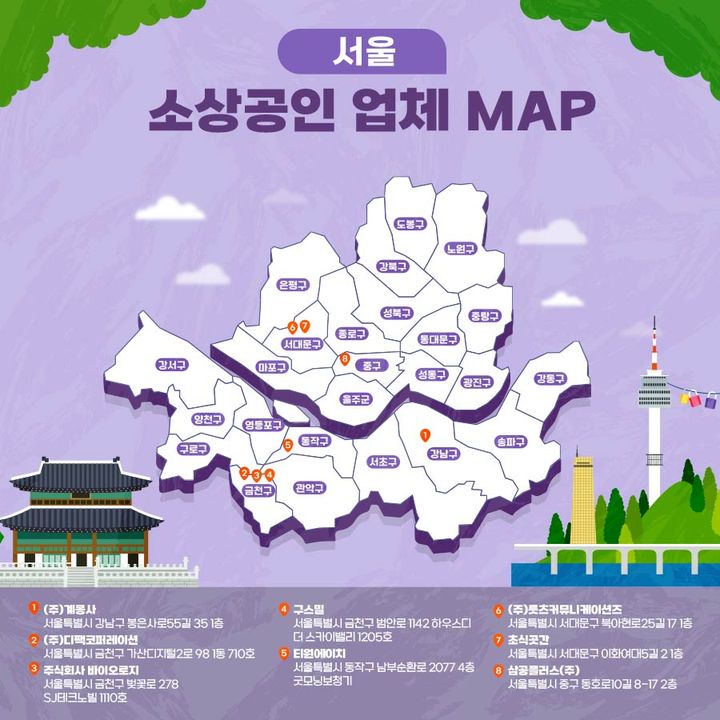 서울
소상공인 업체 MAP
도봉구
노원구
강북구
은평구
성북구
중랑구
6 7
종로구
동대문구
서대문구
8
강서구
마포구
중구
성동구
광진구
강동구
울주군
양천구
영등포구
1
동작구
송파구
5
구로구
강남구
서초구
2 3 4
금천구
관악구
1 (주)계몽사
서울특별시 강남구 봉은사로55길 35 1층
2 (주)디팩코퍼레이션
서울특별시 금천구 가산디지털2로 98 1동 710호
3 주식회사 바이오로지
서울특별시 금천구 벚꽃로 278
SJ테크노빌 1110호
4 구스밀
서울특별시 금천구 범안로 1142 하우스디
더 스카이밸리 1205호
5 티원에이치
서울특별시 동작구 남부순환로 2077 4층
굿모닝보청기
6 (주)룻츠커뮤니케이션즈
서울특별시 서대문구 북아현로25길 17 1층
7 초식곳간
서울특별시 서대문구 이화여대5길 2 1층
8 삼공플러스(주)
서울특별시 중구 동호로10길 8-17 2층